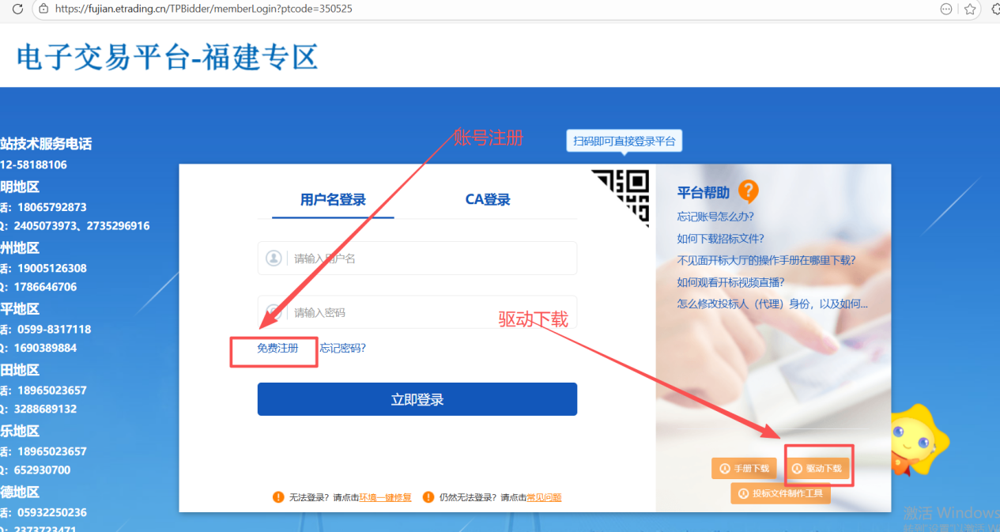 https://fujian.etrading.cn/TPBidder/memberLogin?ptcode=350525
电子交易平台-福建专区
站技术服务电话
12-58188106
明地区
话：18065792873
Q：2405073973、2735296916
州地区
话：19005126308
Q：1786646706
平地区
话：0599-8317118
Q：1690389884
田地区
话：18965023657
Q：3288689132
乐地区
话：18965023657
Q：652930700
德地区
话：05932250236
Q：2373723471
账号注册
扫码即可直接登录平台
用户名登录
CA登录
请输入用户名
请输入密码
驱动下载
免费注册
忘记密码?
立即登录
无法登录？请点击环境一键修复
仍然无法登录？请点击常见问题
平台帮助
忘记账号怎么办?
如何下载招标文件?
不见面开标大厅的操作手册在哪里下载?
如何观看开标视频直播?
怎么修改投标人（代理）身份，以及如何...
手册下载
驱动下载
投标文件制作工具
激活 Windows